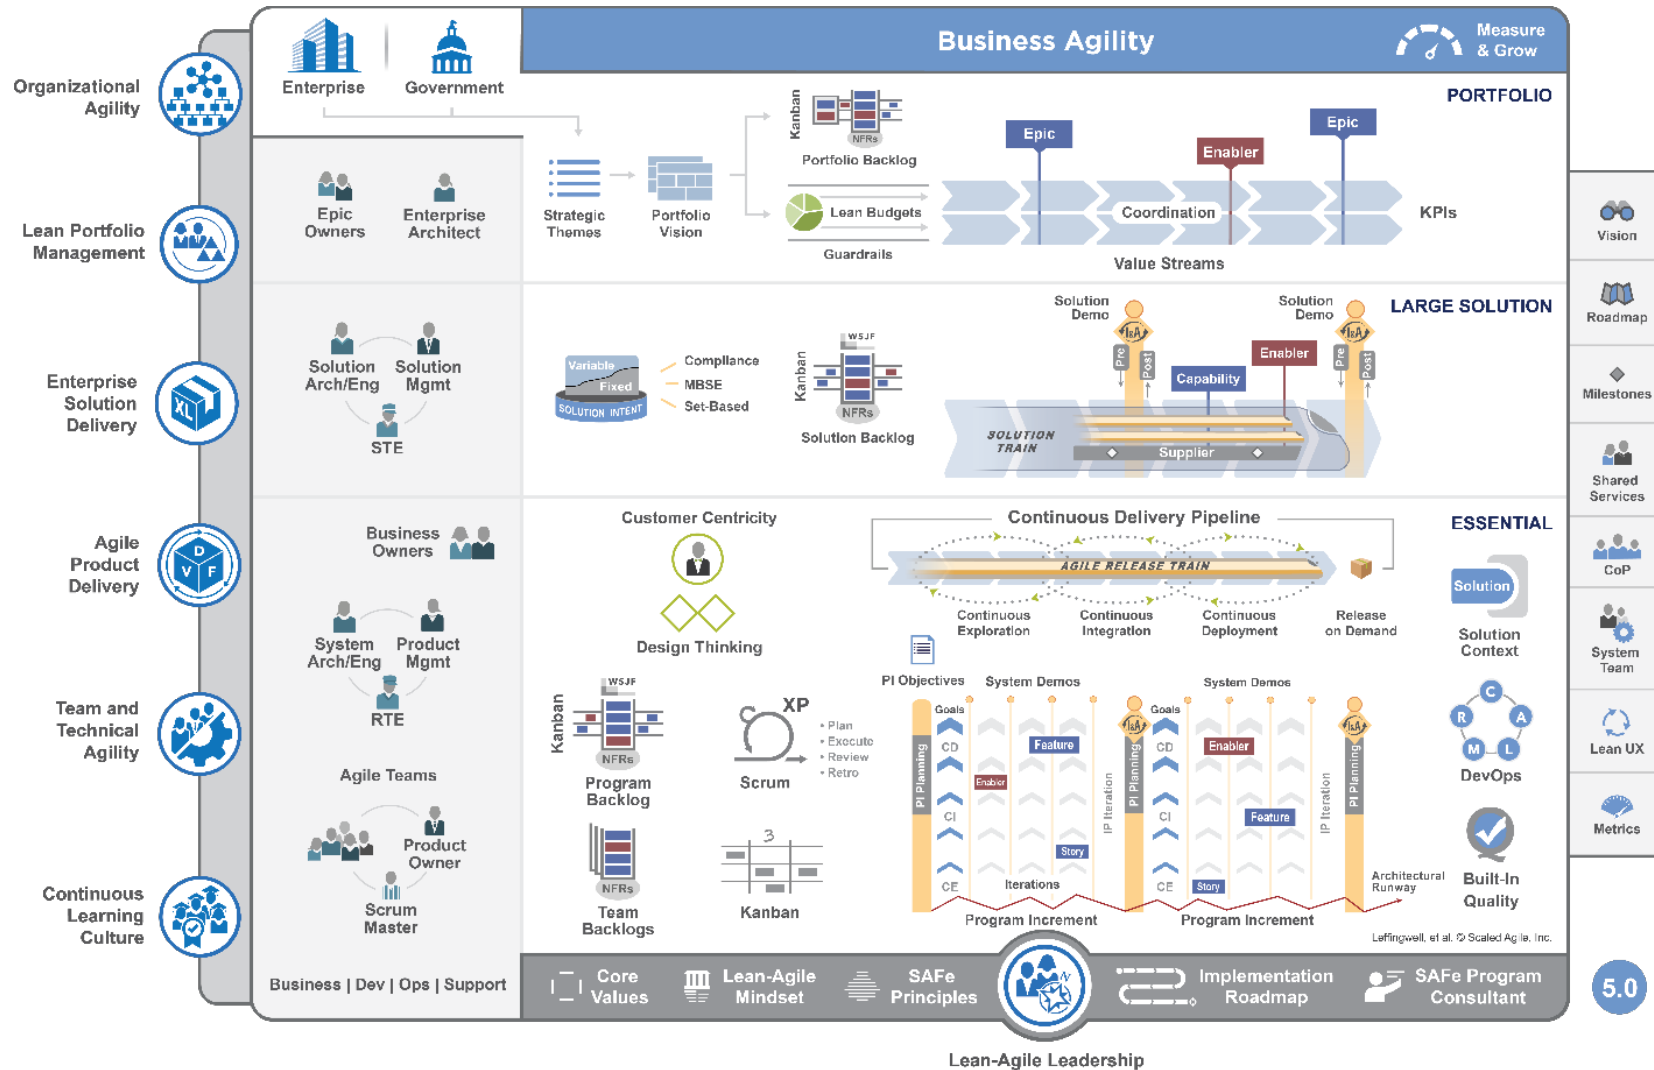 Business Agility
Measure
& Grow
Enterprise
Government
Organizational
Agility
Lean Portfolio
Management
Enterprise
Solution
Delivery
XL
Agile
Product
Delivery
D
V
F
Team and
Technical
Agility
Continuous
Learning
Culture
PORTFOLIO
Epic
Owners
Enterprise
Architect
Strategic
Themes
Portfolio
Vision
Kanban
NFRs
Portfolio Backlog
Lean Budgets
Guardrails
Epic
Enabler
Epic
Coordination
KPIs
Value Streams
LARGE SOLUTION
Solution
Arch/Eng
Solution
Mgmt
STE
Variable
Fixed
SOLUTION INTENT
Compliance
MBSE
Set-Based
Kanban
WSJF
NFRs
Solution Backlog
Solution
Demo
I&A
Pre
Post
Capability
Enabler
Solution
Demo
I&A
Pre
Post
SOLUTION
TRAIN
Supplier
ESSENTIAL
Business
Owners
System
Arch/Eng
Product
Mgmt
RTE
Agile Teams
Product
Owner
Scrum
Master
Business | Dev | Ops | Support
Customer Centricity
Design Thinking
Kanban
WSJF
NFRs
Program
Backlog
XP
• Plan
• Execute
• Review
• Retro
Scrum
NFRs
Team
Backlogs
3
Kanban
Continuous Delivery Pipeline
AGILE RELEASE TRAIN
Continuous
Exploration
Continuous
Integration
Continuous
Deployment
Release
on Demand
PI Objectives
System Demos
System Demos
PI Planning
Goals
CD
CI
CE
Feature
Enabler
Story
Iterations
IP Iteration
I&A
PI Planning
Goals
CD
CI
CE
Enabler
Feature
Story
IP Iteration
I&A
PI Planning
Program Increment
Program Increment
Architectural
Runway
Solution
Solution
Context
C
R
A
M
L
DevOps
Built-In
Quality
Leffingwell, et al. © Scaled Agile, Inc.
Vision
Roadmap
Milestones
Shared
Services
CoP
System
Team
Lean UX
Metrics
Core
Values
Lean-Agile
Mindset
SAFe
Principles
N
Implementation
Roadmap
SAFe Program
Consultant
5.0
Lean-Agile Leadership